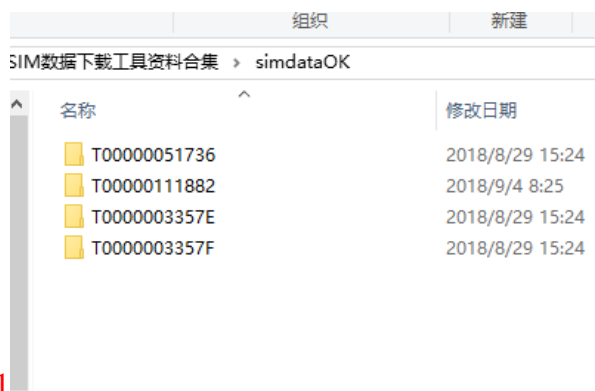 组织 新建
SIM数据下载工具资料合集 › simdataOK
名称 修改日期
T00000051736 2018/8/29 15:24
T00000111882 2018/9/4 8:25
T0000003357E 2018/8/29 15:24
T0000003357F 2018/8/29 15:24